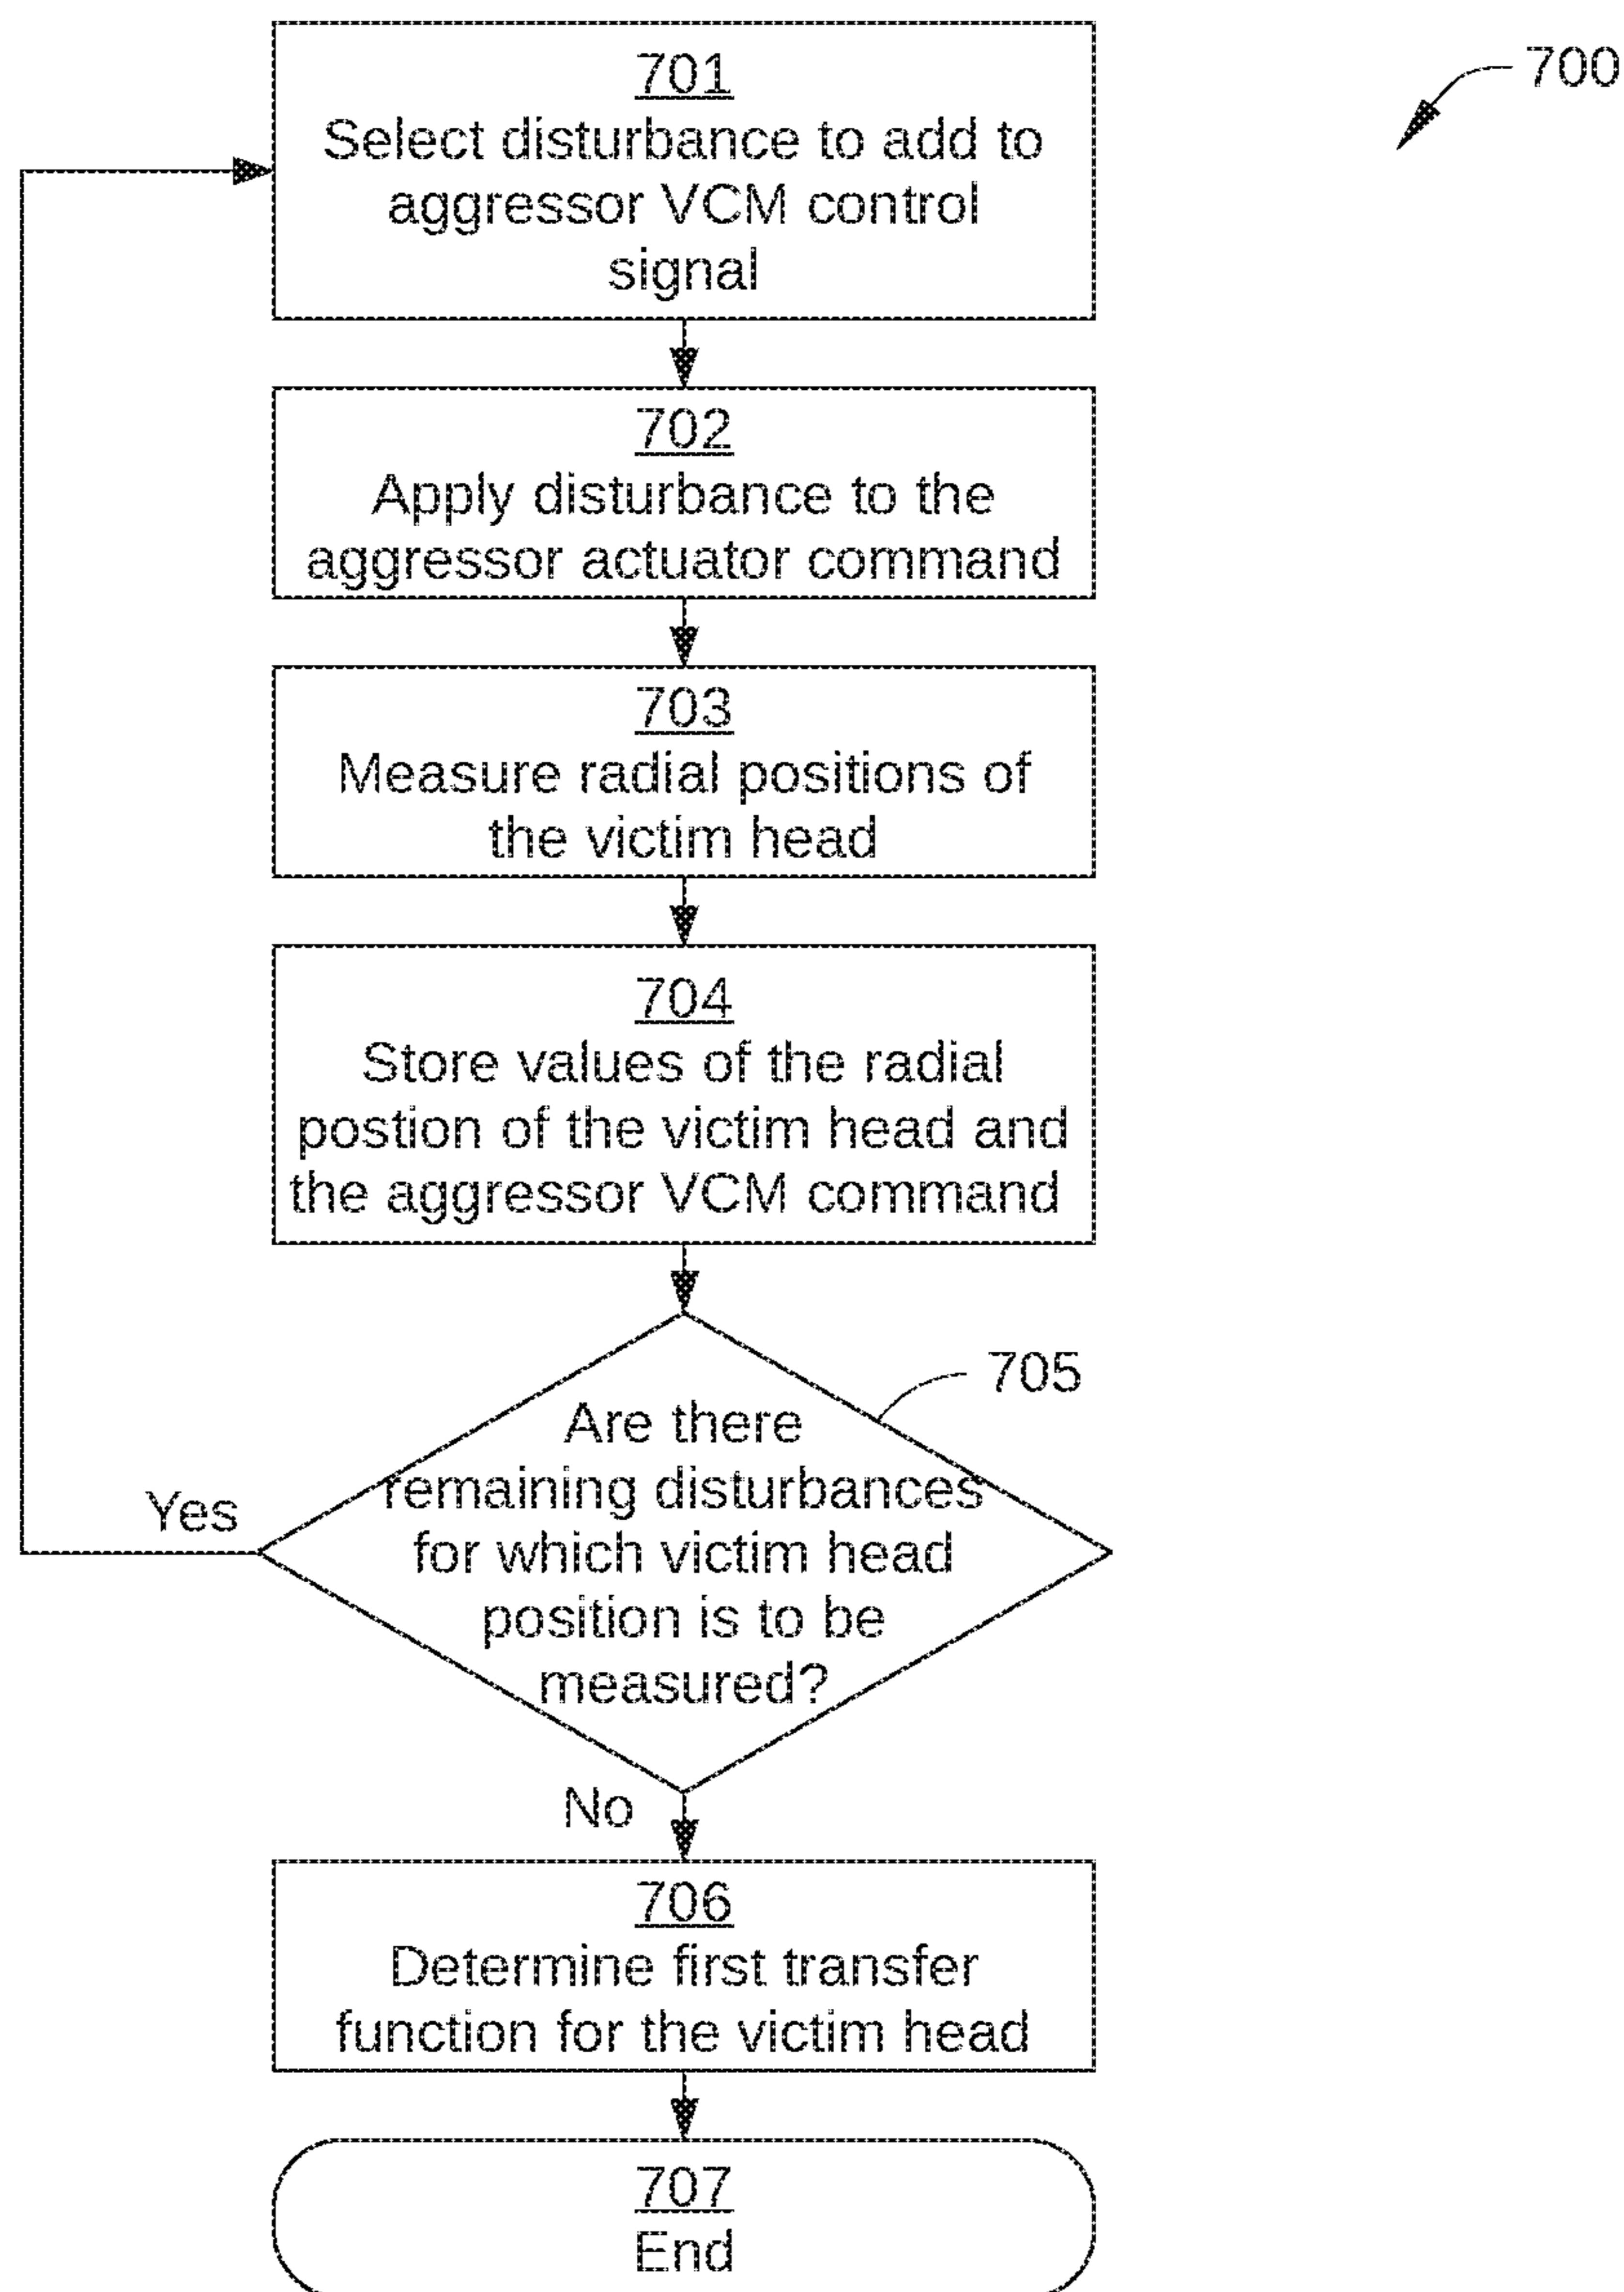 700
701
Select disturbance to add to
aggressor VCM control
signal
702
Apply disturbance to the
aggressor actuator command
703
Measure radial positions of
the victim head
704
Store values of the radial
postion of the victim head and
the aggressor VCM command
705
Are there
remaining disturbances
for which victim head
position is to be
measured?
Yes
No
706
Determine first transfer
function for the victim head
707
End